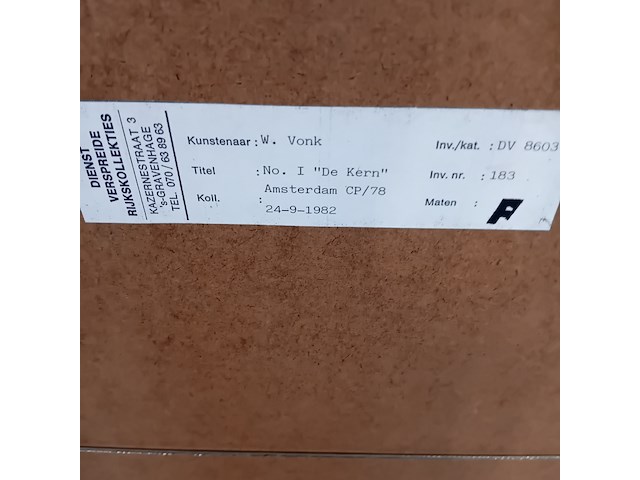 DIENST
VERSPREIDE
RIJKSKOLLEKTIES
KAZERNESTRAAT 3
's-GRAVENHAGE
TEL. 070/63 89 63
Kunstenaar : W. Vonk Inv./kat. : DV 8603
Titel : No. I "De Kern" Inv. nr. : 183
Koll. : Amsterdam CP/78 Maten :
24-9-1982